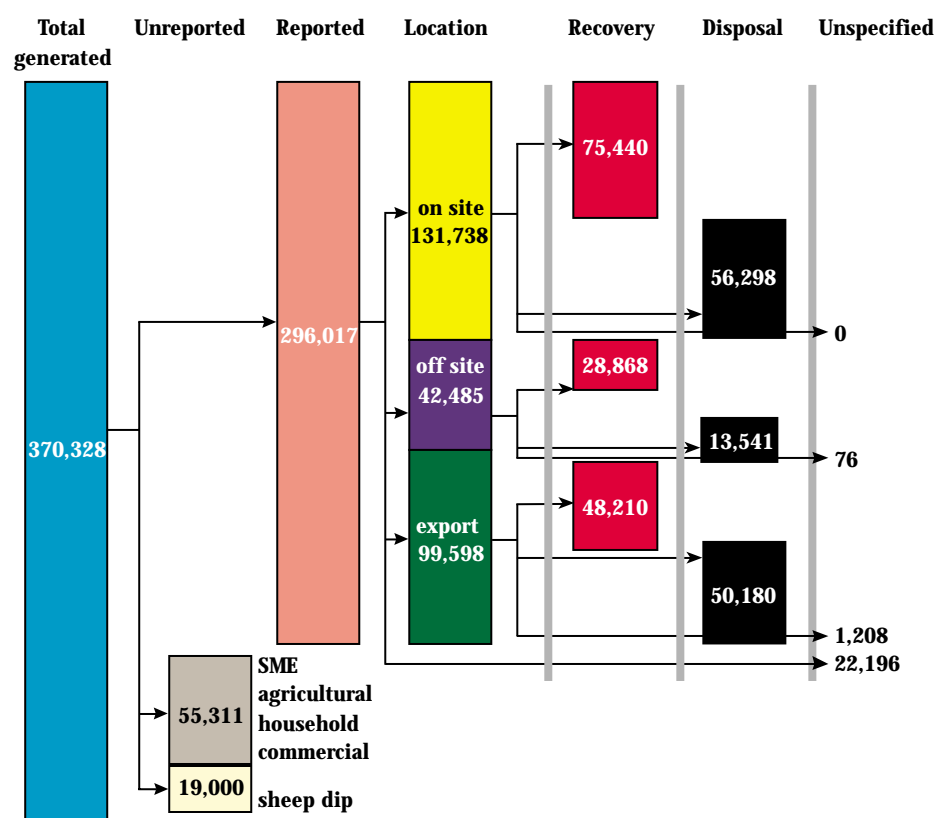 Total generated
Unreported
Reported
Location
Recovery
Disposal
Unspecified
370,328
296,017
on site
131,738
75,440
56,298
0
off site
42,485
28,868
13,541
76
export
99,598
48,210
50,180
1,208
22,196
55,311
SME
agricultural
household
commercial
19,000
sheep dip